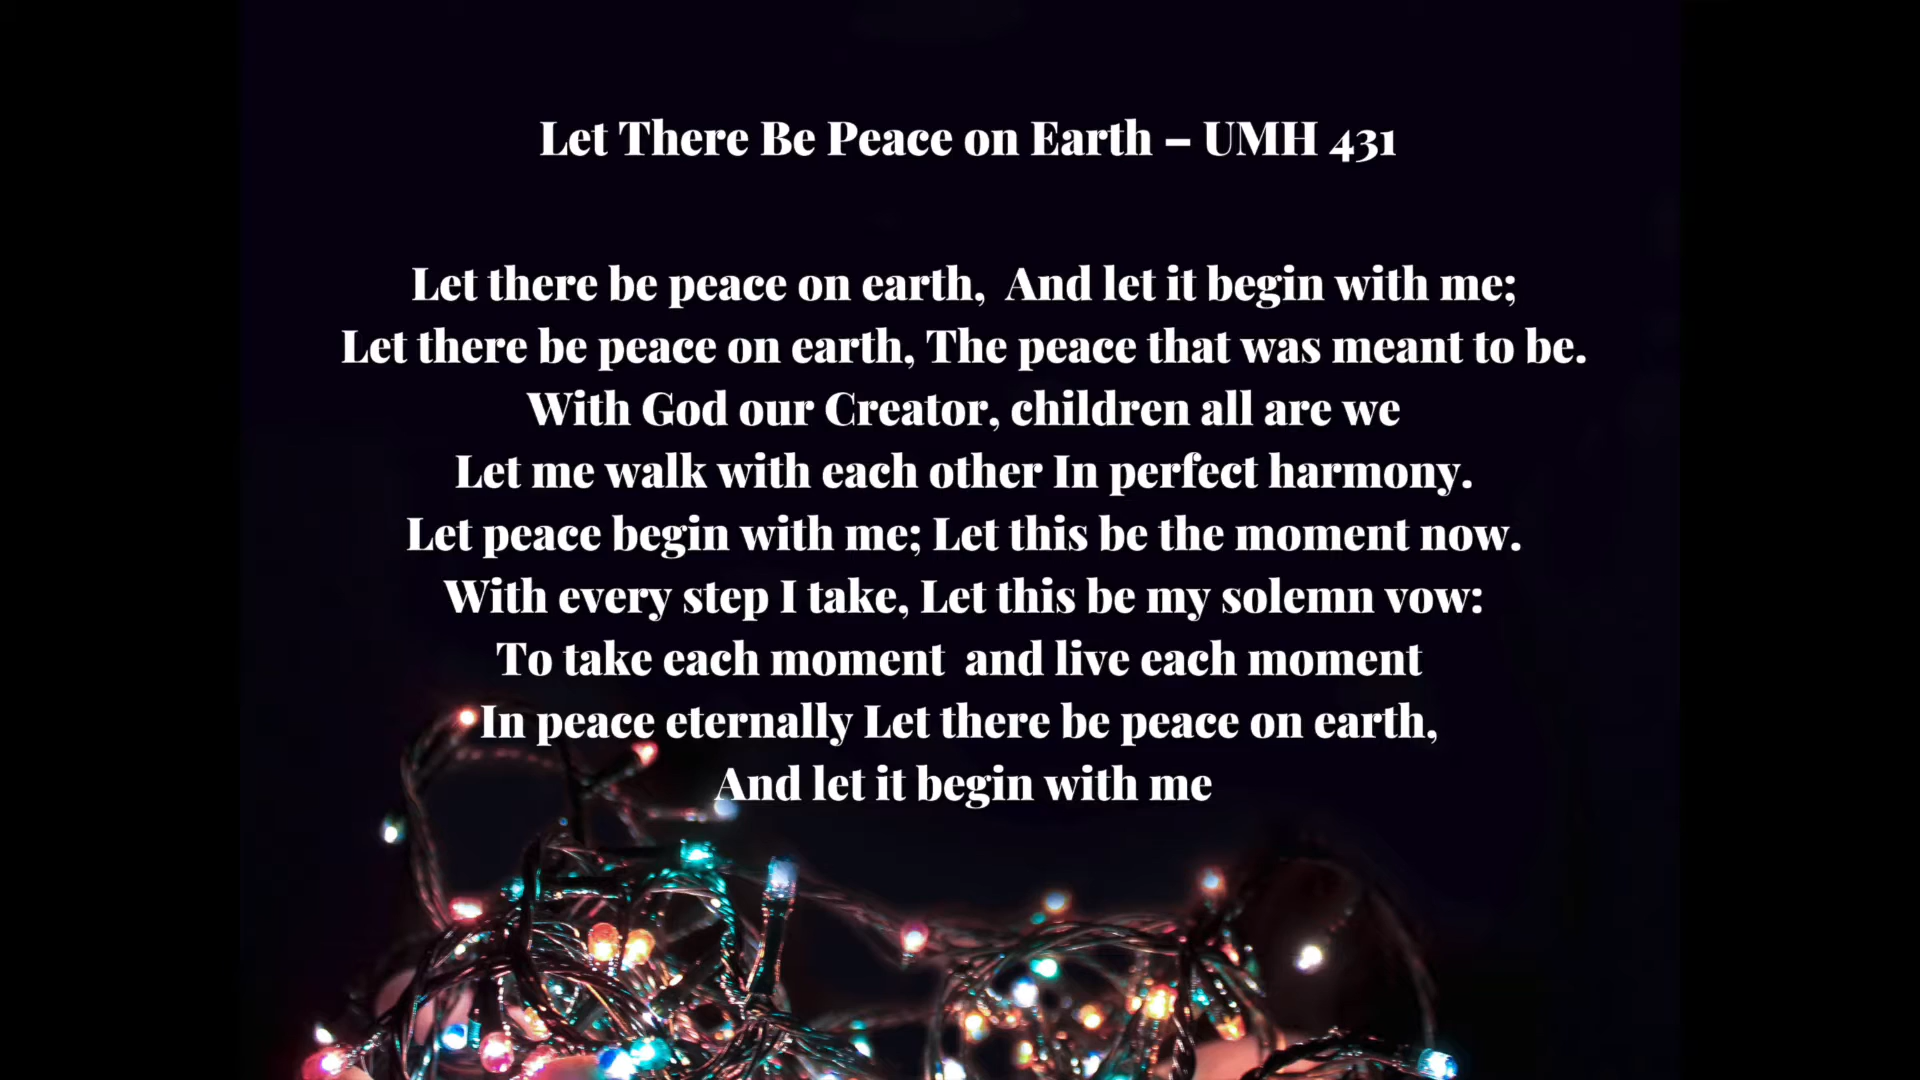 Let There Be Peace on Earth – UMH 431
Let there be peace on earth,  And let it begin with me;
Let there be peace on earth, The peace that was meant to be.
With God our Creator, children all are we
Let me walk with each other In perfect harmony.
Let peace begin with me; Let this be the moment now.
With every step I take, Let this be my solemn vow:
To take each moment  and live each moment
In peace eternally Let there be peace on earth,
And let it begin with me